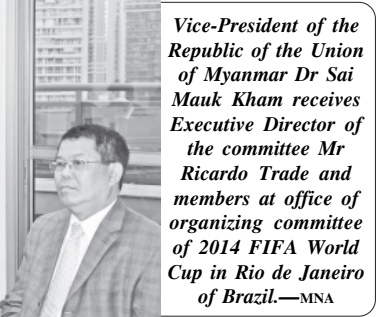 Vice-President of the
Republic of the Union
of Myanmar Dr Sai
Mauk Kham receives
Executive Director of
the committee Mr
Ricardo Trade and
members at office of
organizing committee
of 2014 FIFA World
Cup in Rio de Janeiro
of Brazil.—MNA